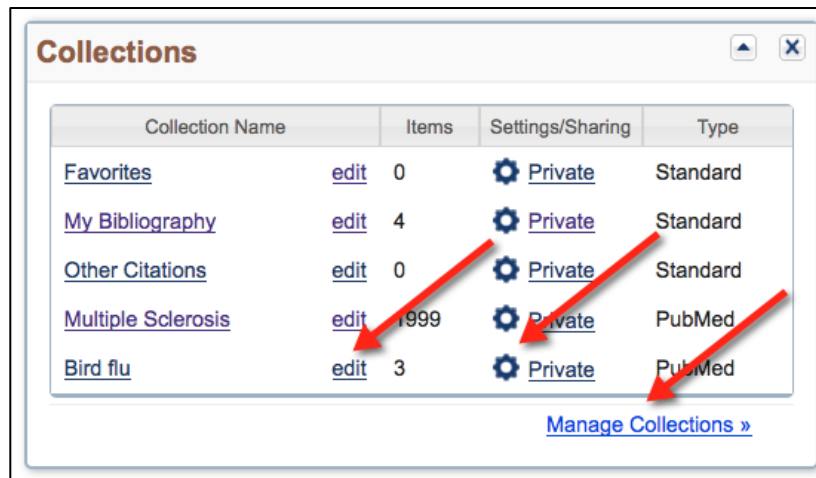 Collections
Collection Name Items Settings/Sharing Type
Favorites edit 0 Private Standard
My Bibliography edit 4 Private Standard
Other Citations edit 0 Private Standard
Multiple Sclerosis edit 1999 Private PubMed
Bird flu edit 3 Private PubMed
Manage Collections »